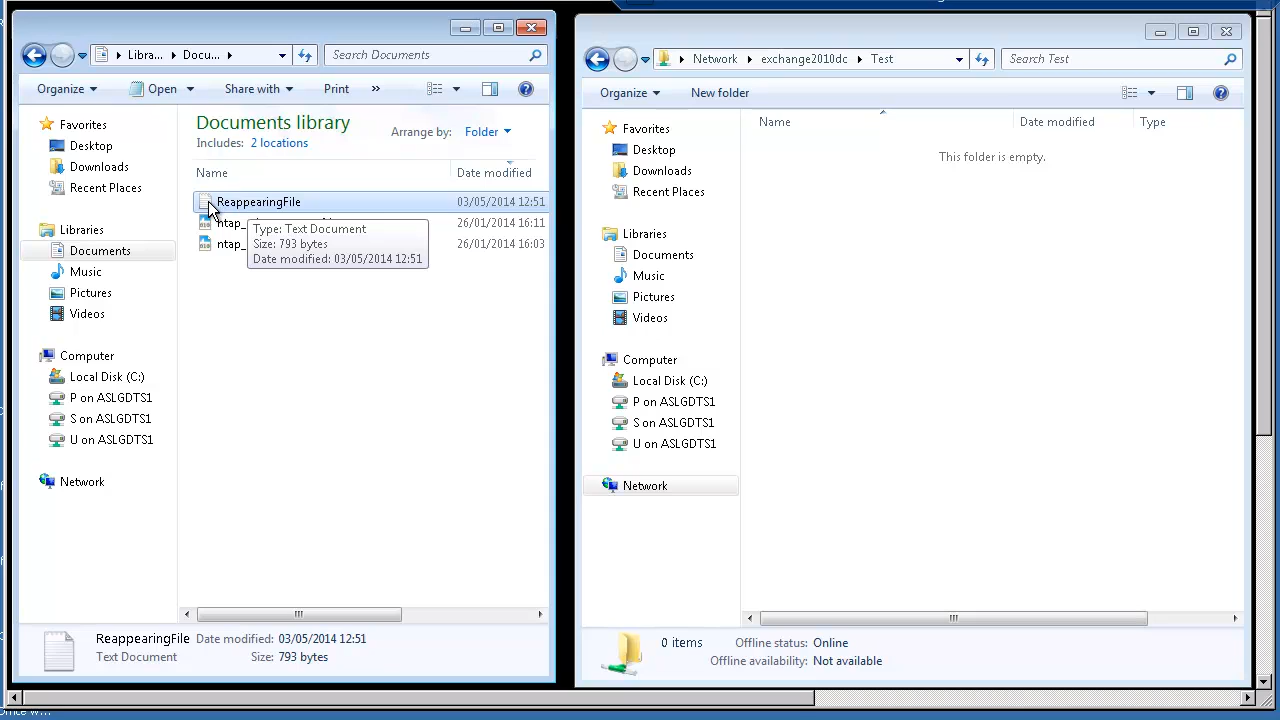 Libra... Docu... Search Documents
Organize Open Share with Print »
Favorites
Desktop
Downloads
Recent Places
Libraries
Documents
Music
Pictures
Videos
Computer
Local Disk (C:)
P on ASLGDTS1
S on ASLGDTS1
U on ASLGDTS1
Network
Documents library
Includes: 2 locations
Arrange by: Folder
Name Date modified
ReappearingFile 03/05/2014 12:51
ntap_ 26/01/2014 16:11
ntap_ 26/01/2014 16:03
Type: Text Document
Size: 793 bytes
Date modified: 03/05/2014 12:51
ReappearingFile Date modified: 03/05/2014 12:51
Text Document Size: 793 bytes
Network exchange2010dc Test Search Test
Organize New folder
Favorites
Desktop
Downloads
Recent Places
Libraries
Documents
Music
Pictures
Videos
Computer
Local Disk (C:)
P on ASLGDTS1
S on ASLGDTS1
U on ASLGDTS1
Network
Name Date modified Type
This folder is empty.
0 items Offline status: Online
Offline availability: Not available